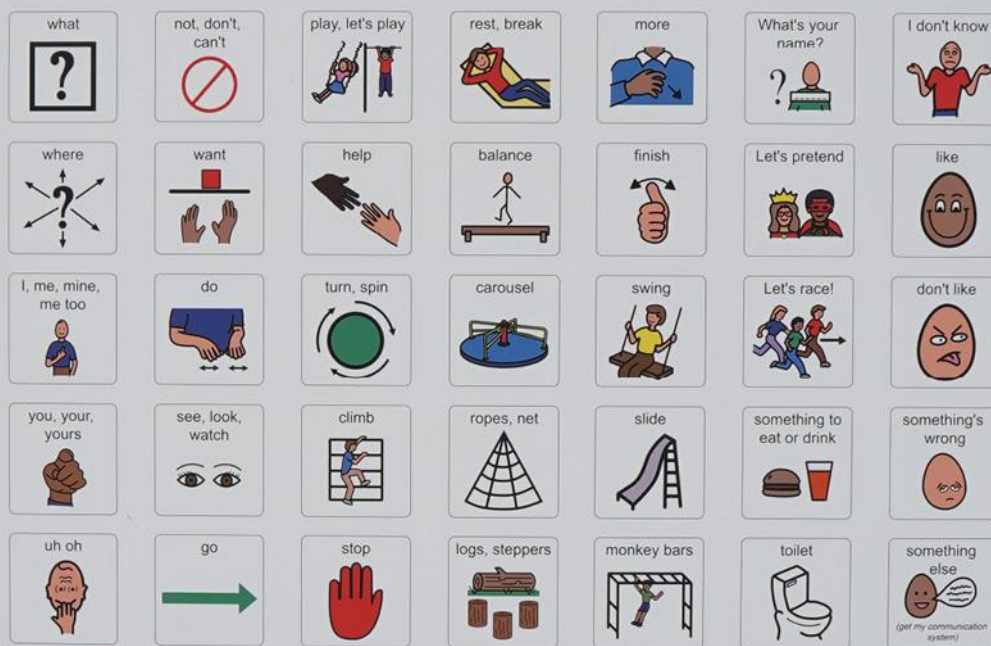 what
not, don't,
can't
play, let's play
rest, break
more
What's your
name?
I don't know
where
want
help
balance
finish
Let's pretend
like
I, me, mine,
me too
do
turn, spin
carousel
swing
Let's race!
don't like
you, your,
yours
see, look,
watch
climb
ropes, net
slide
something to
eat or drink
something's
wrong
uh oh
go
stop
logs, steppers
monkey bars
toilet
something
else
(get my communication
system)